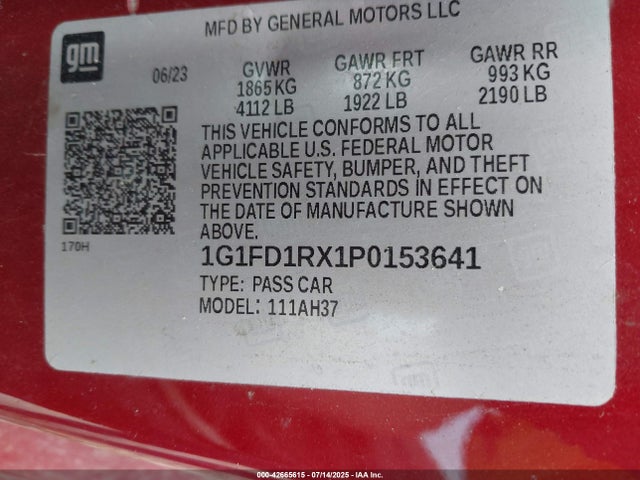 MFD BY GENERAL MOTORS LLC
gm
06/23
GVWR GAWR FRT GAWR RR
1865 KG 872 KG 993 KG
4112 LB 1922 LB 2190 LB
THIS VEHICLE CONFORMS TO ALL
APPLICABLE U.S. FEDERAL MOTOR
VEHICLE SAFETY, BUMPER, AND THEFT
PREVENTION STANDARDS IN EFFECT ON
THE DATE OF MANUFACTURE SHOWN
ABOVE.
170H
1G1FD1RX1P0153641
TYPE: PASS CAR
MODEL: 111AH37
000-42665615 - 07/14/2025 - IAA Inc.